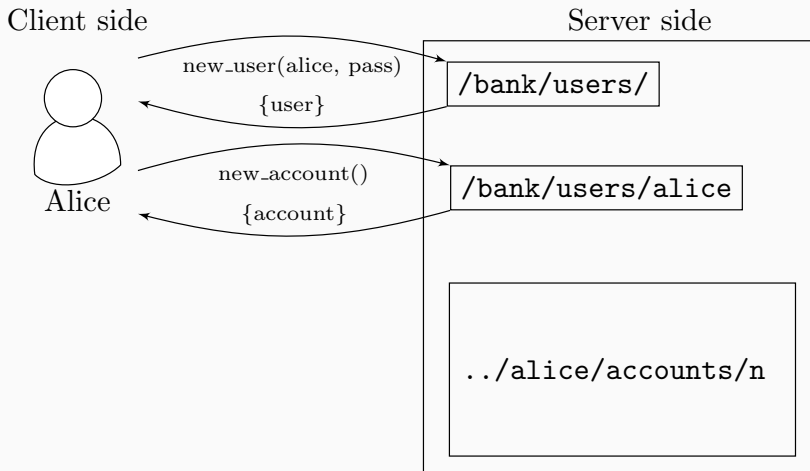 Client side
Server side
new_user(alice, pass)
/bank/users/
{user}
new_account()
/bank/users/alice
Alice
{account}
../alice/accounts/n